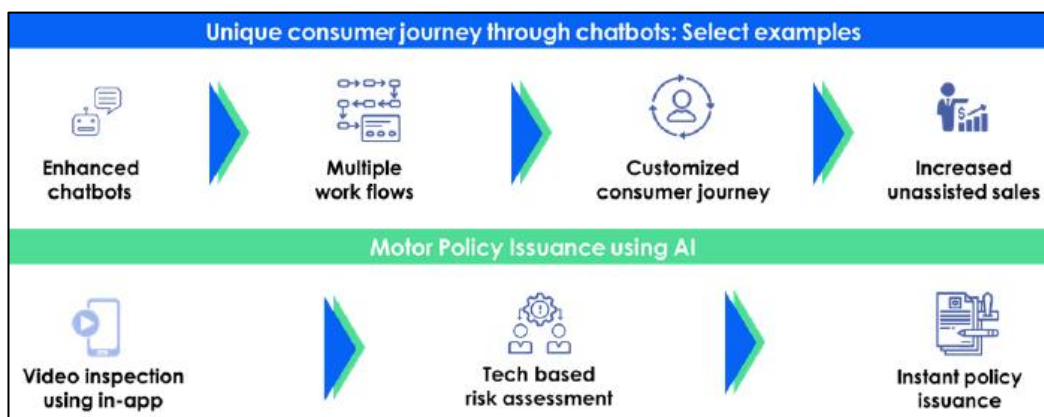 Unique consumer journey through chatbots: Select examples
Enhanced
chatbots
Multiple
work flows
Customized
consumer journey
Increased
unassisted sales
Motor Policy Issuance using AI
Video inspection
using in-app
Tech based
risk assessment
Instant policy
issuance